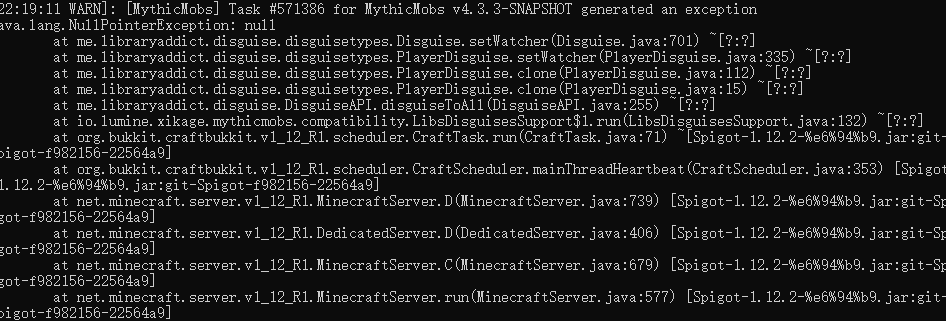 22:19:11 WARN]: [MythicMobs] Task #571386 for MythicMobs v4.3.3-SNAPSHOT generated an exception
ava.lang.NullPointerException: null
at me.libraryaddict.disguise.disguisetypes.Disguise.setWatcher(Disguise.java:701) ~[?:?]
at me.libraryaddict.disguise.disguisetypes.PlayerDisguise.setWatcher(PlayerDisguise.java:335) ~[?:?]
at me.libraryaddict.disguise.disguisetypes.PlayerDisguise.clone(PlayerDisguise.java:112) ~[?:?]
at me.libraryaddict.disguise.disguisetypes.PlayerDisguise.clone(PlayerDisguise.java:15) ~[?:?]
at me.libraryaddict.disguise.DisguiseAPI.disguiseToAll(DisguiseAPI.java:255) ~[?:?]
at io.lumine.xikage.mythicmobs.compatibility.LibsDisguisesSupport$1.run(LibsDisguisesSupport.java:132) ~[?:?]
at org.bukkit.craftbukkit.v1_12_R1.scheduler.CraftTask.run(CraftTask.java:71) ~[Spigot-1.12.2-%e6%94%b9.jar:git-S
pigot-f982156-22564a9]
at org.bukkit.craftbukkit.v1_12_R1.scheduler.CraftScheduler.mainThreadHeartbeat(CraftScheduler.java:353) [Spigot-
1.12.2-%e6%94%b9.jar:git-Spigot-f982156-22564a9]
at net.minecraft.server.v1_12_R1.MinecraftServer.D(MinecraftServer.java:739) [Spigot-1.12.2-%e6%94%b9.jar:git-Spi
got-f982156-22564a9]
at net.minecraft.server.v1_12_R1.DedicatedServer.D(DedicatedServer.java:406) [Spigot-1.12.2-%e6%94%b9.jar:git-Spi
got-f982156-22564a9]
at net.minecraft.server.v1_12_R1.MinecraftServer.C(MinecraftServer.java:679) [Spigot-1.12.2-%e6%94%b9.jar:git-Spi
got-f982156-22564a9]
at net.minecraft.server.v1_12_R1.MinecraftServer.run(MinecraftServer.java:577) [Spigot-1.12.2-%e6%94%b9.jar:git-S
pigot-f982156-22564a9]